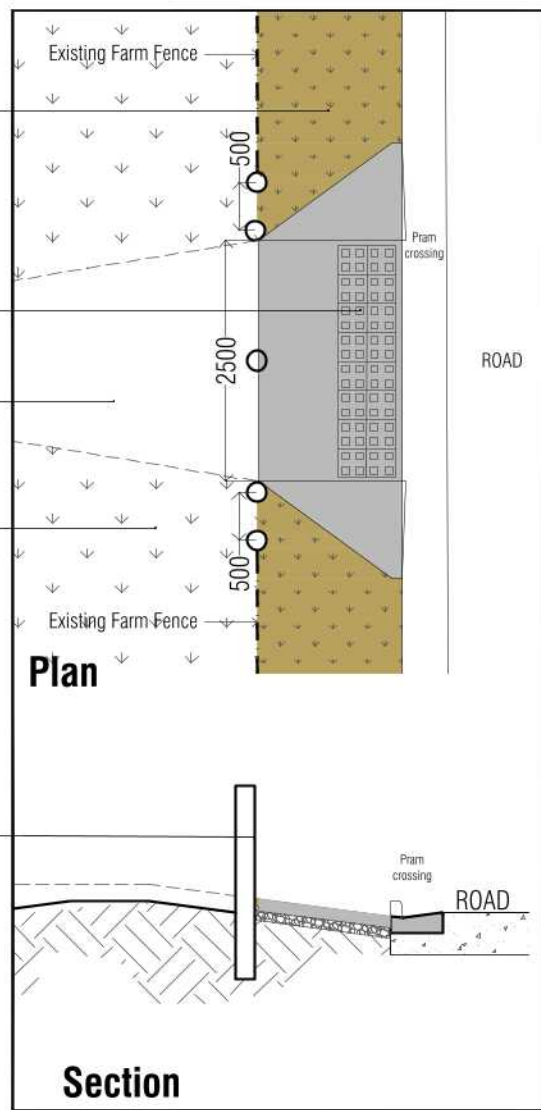 Existing Farm Fence
500
Pram
crossing
2500
ROAD
500
Existing Farm Fence
Plan
Pram
crossing
ROAD
Section